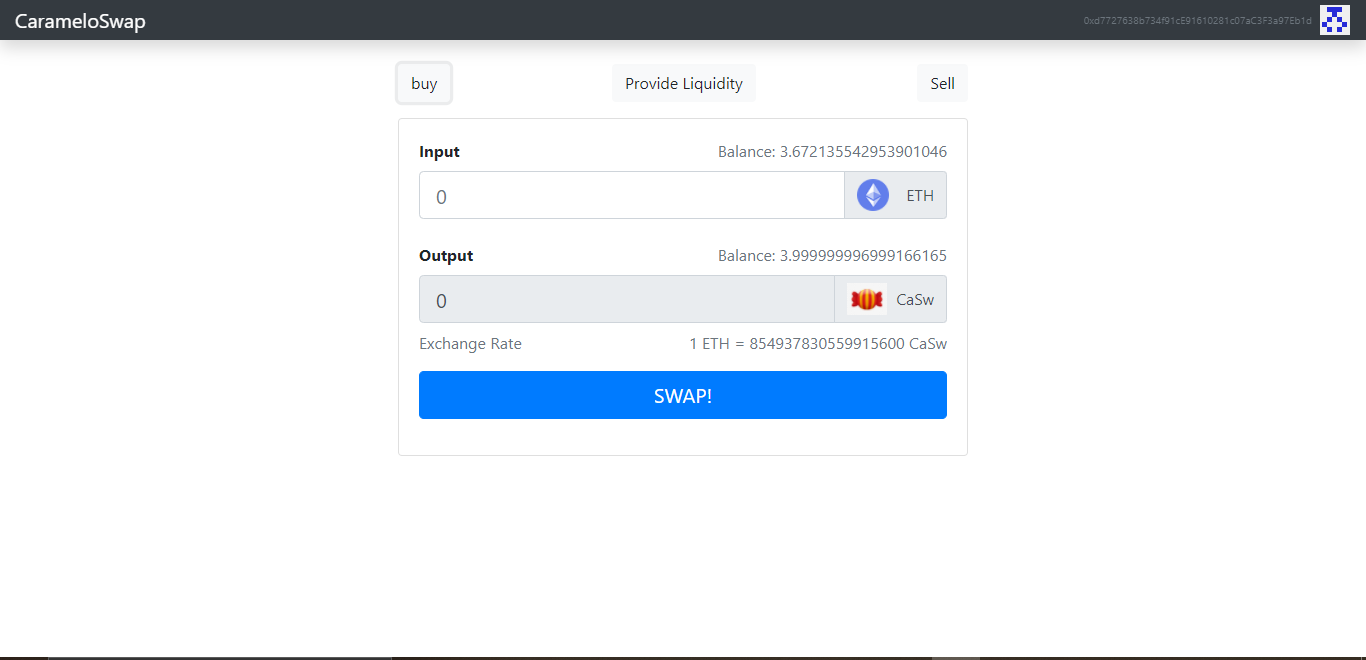 CarameloSwap
0xd7727638b734f91cE91610281c07aC3F3a97Eb1d
buy Provide Liquidity Sell
Input Balance: 3.672135542953901046
0 ETH
Output Balance: 3.999999996999166165
0 CaSw
Exchange Rate 1 ETH = 854937830559915600 CaSw
SWAP!